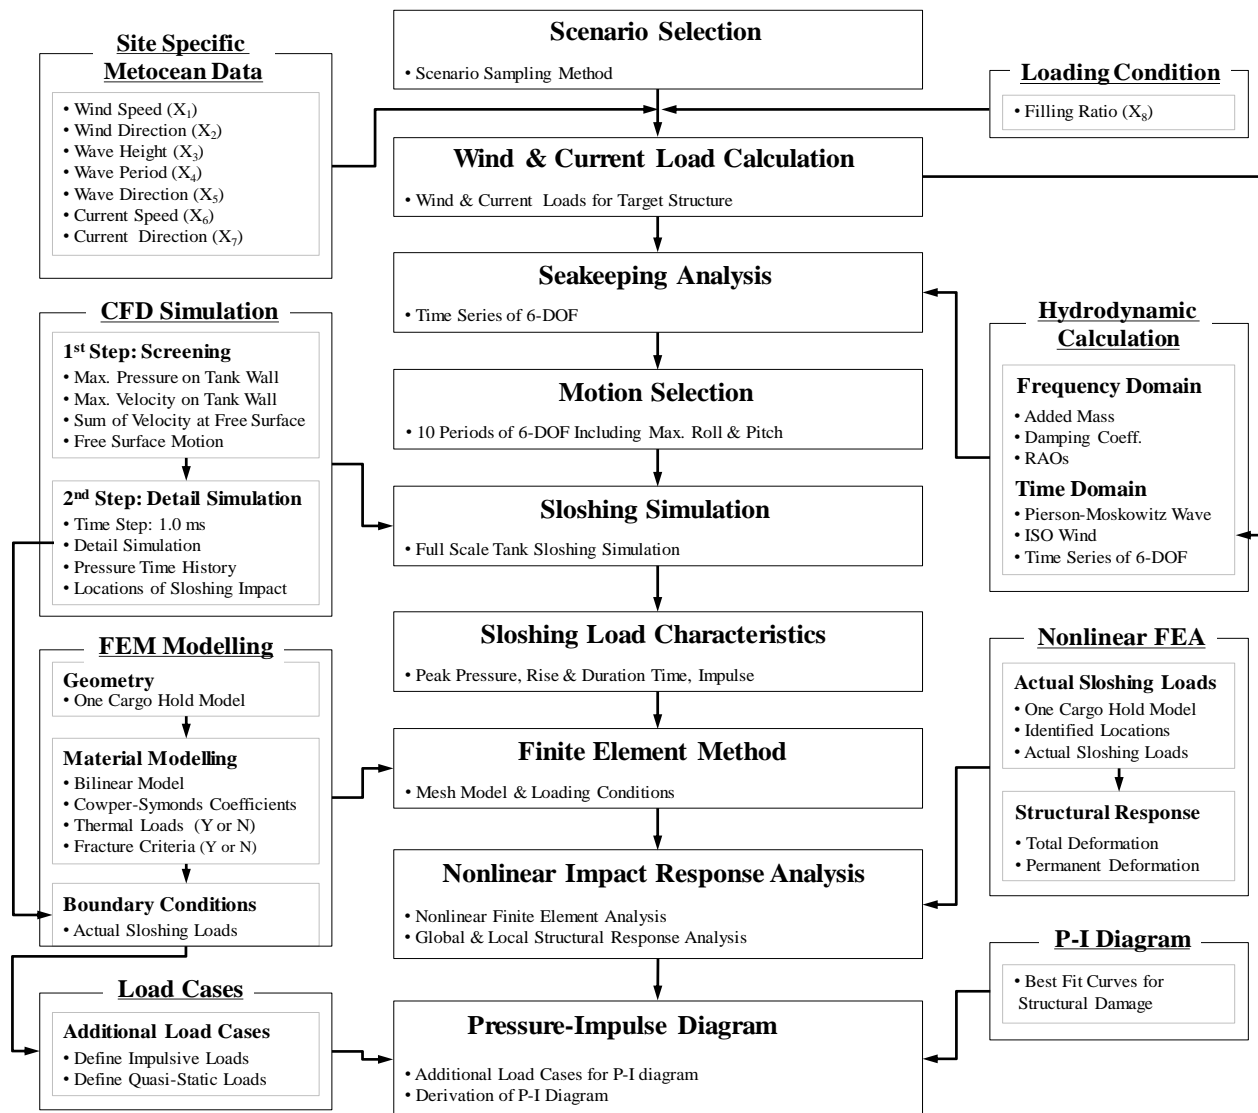 Scenario Selection
• Scenario Sampling Method
Site Specific
Metocean Data
• Wind Speed (X₁)
• Wind Direction (X₂)
• Wave Height (X₃)
• Wave Period (X₄)
• Wave Direction (X₅)
• Current Speed (X₆)
• Current Direction (X₇)
Loading Condition
• Filling Ratio (X₈)
Wind & Current Load Calculation
• Wind & Current Loads for Target Structure
Seakeeping Analysis
• Time Series of 6-DOF
CFD Simulation
1st Step: Screening
• Max. Pressure on Tank Wall
• Max. Velocity on Tank Wall
• Sum of Velocity at Free Surface
• Free Surface Motion
2nd Step: Detail Simulation
• Time Step: 1.0 ms
• Detail Simulation
• Pressure Time History
• Locations of Sloshing Impact
Hydrodynamic
Calculation
Frequency Domain
• Added Mass
• Damping Coeff.
• RAOs
Time Domain
• Pierson-Moskowitz Wave
• ISO Wind
• Time Series of 6-DOF
Motion Selection
• 10 Periods of 6-DOF Including Max. Roll & Pitch
Sloshing Simulation
• Full Scale Tank Sloshing Simulation
Sloshing Load Characteristics
• Peak Pressure, Rise & Duration Time, Impulse
FEM Modelling
Geometry
• One Cargo Hold Model
Material Modelling
• Bilinear Model
• Cowper-Symonds Coefficients
• Thermal Loads (Y or N)
• Fracture Criteria (Y or N)
Boundary Conditions
• Actual Sloshing Loads
Finite Element Method
• Mesh Model & Loading Conditions
Nonlinear FEA
Actual Sloshing Loads
• One Cargo Hold Model
• Identified Locations
• Actual Sloshing Loads
Structural Response
• Total Deformation
• Permanent Deformation
Nonlinear Impact Response Analysis
• Nonlinear Finite Element Analysis
• Global & Local Structural Response Analysis
Load Cases
Additional Load Cases
• Define Impulsive Loads
• Define Quasi-Static Loads
Pressure-Impulse Diagram
• Additional Load Cases for P-I diagram
• Derivation of P-I Diagram
P-I Diagram
• Best Fit Curves for
Structural Damage